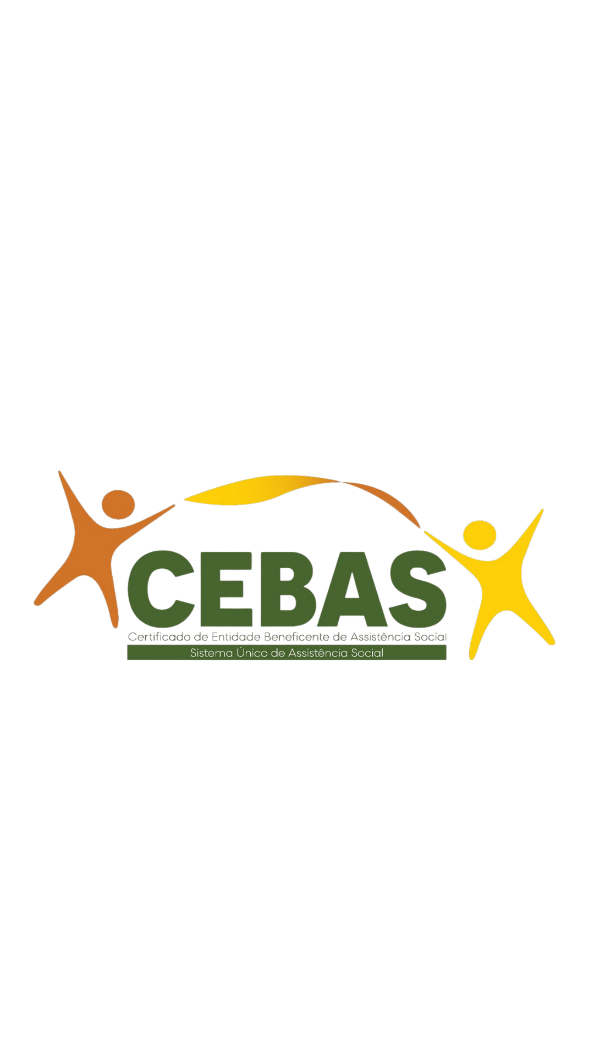 CEBAS
Certificado de Entidade Beneficente de Assistência Social
Sistema Único de Assistência Social